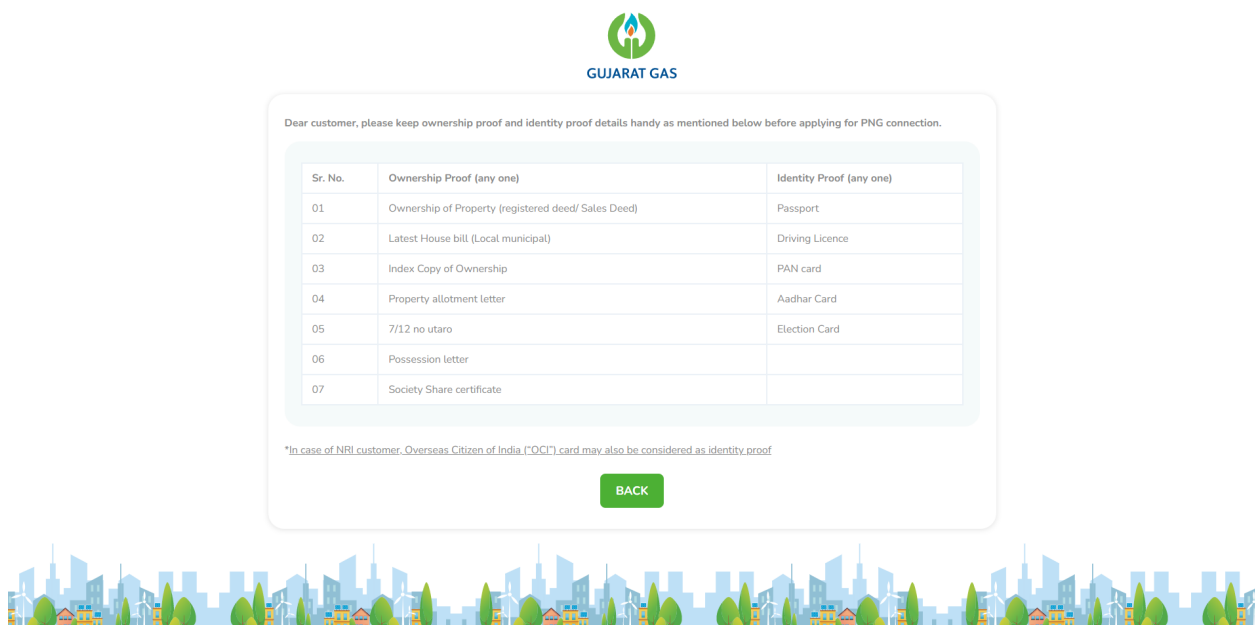 GUJARAT GAS
Dear customer, please keep ownership proof and identity proof details handy as mentioned below before applying for PNG connection.
Sr. No. Ownership Proof (any one) Identity Proof (any one)
01 Ownership of Property (registered deed/ Sales Deed) Passport
02 Latest House bill (Local municipal) Driving Licence
03 Index Copy of Ownership PAN card
04 Property allotment letter Aadhar Card
05 7/12 no utaro Election Card
06 Possession letter
07 Society Share certificate
*In case of NRI customer, Overseas Citizen of India (“OCI”) card may also be considered as identity proof
BACK